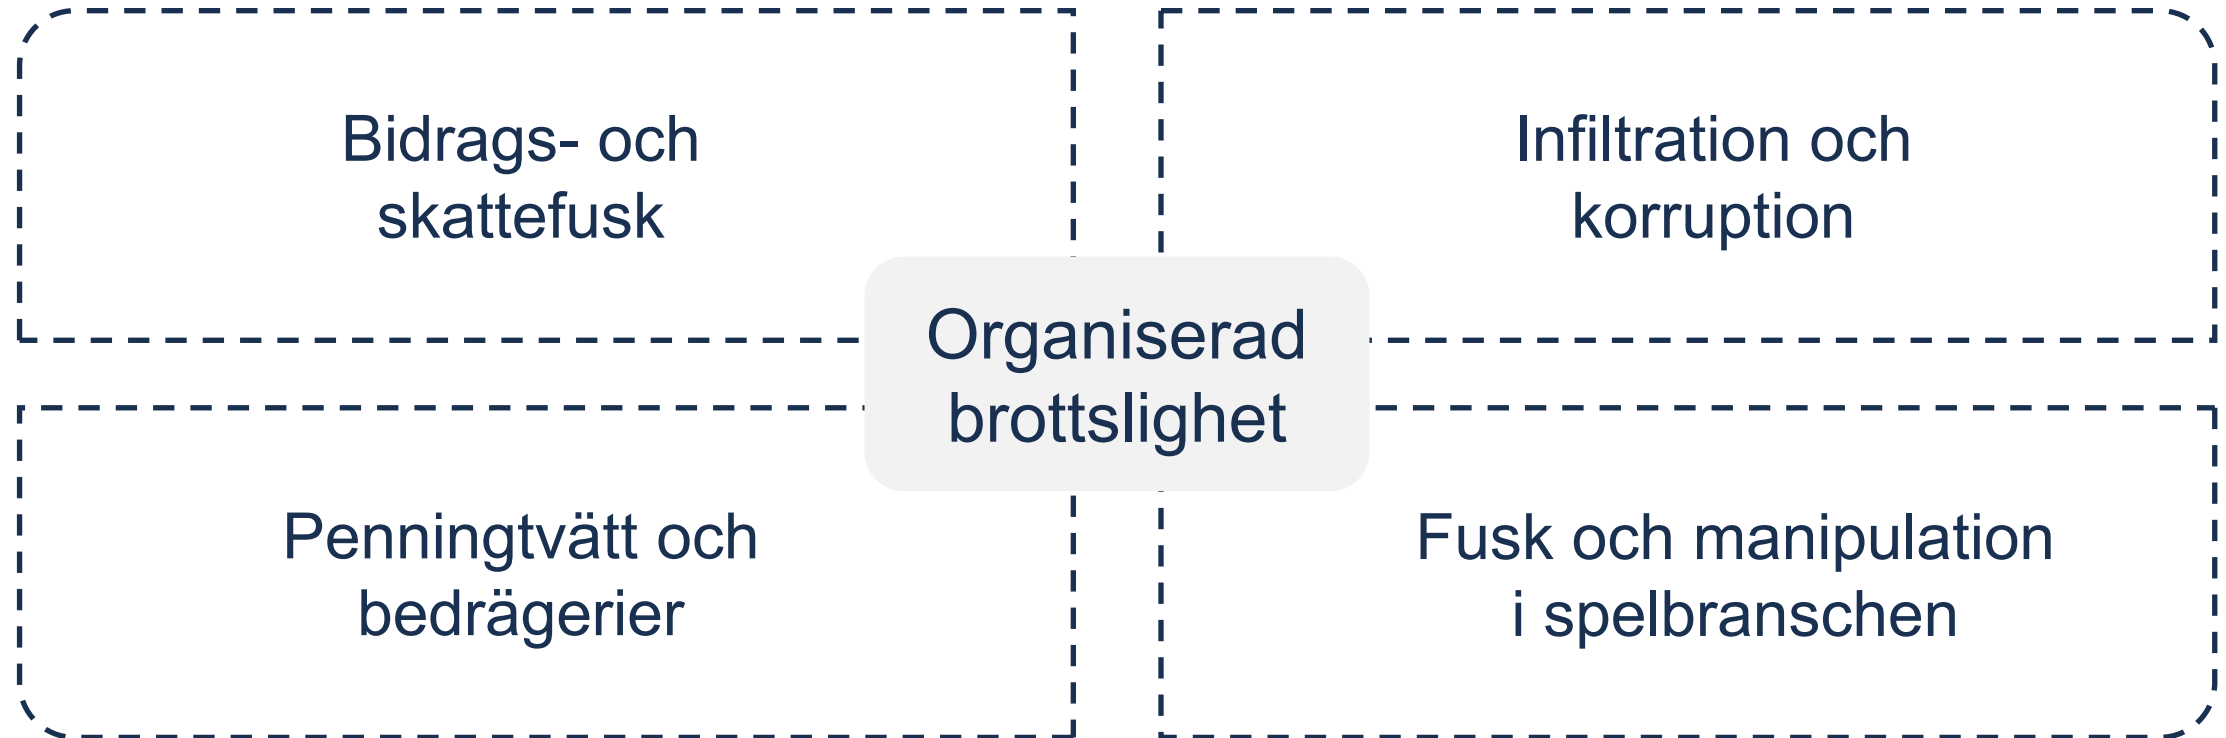 Bidrags- och
skattefusk
Infiltration och
korruption
Organiserad
brottslighet
Penningtvätt och
bedrägerier
Fusk och manipulation
i spelbranschen